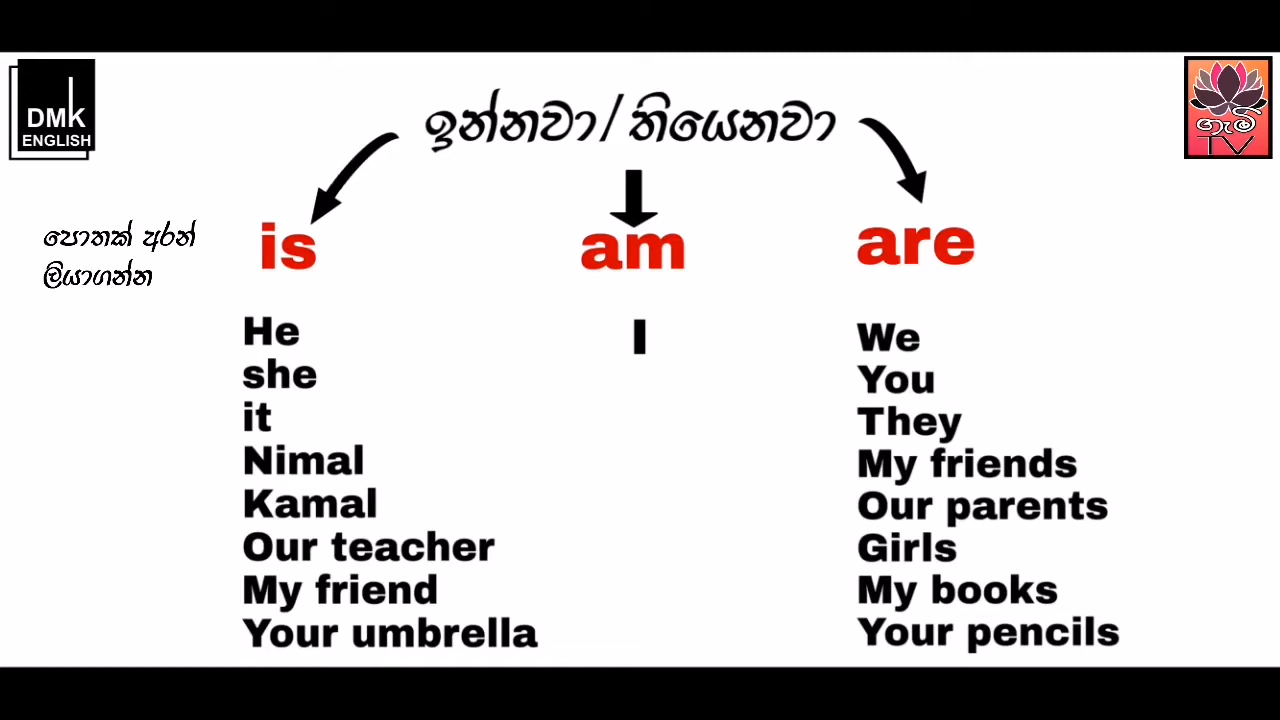 DMK
ENGLISH
ඉන්නවා / තියෙනවා
ගැමි
TV
පොතක් අරන්
ලියාගන්න
is
He
she
it
Nimal
Kamal
Our teacher
My friend
Your umbrella
am
I
are
We
You
They
My friends
Our parents
Girls
My books
Your pencils